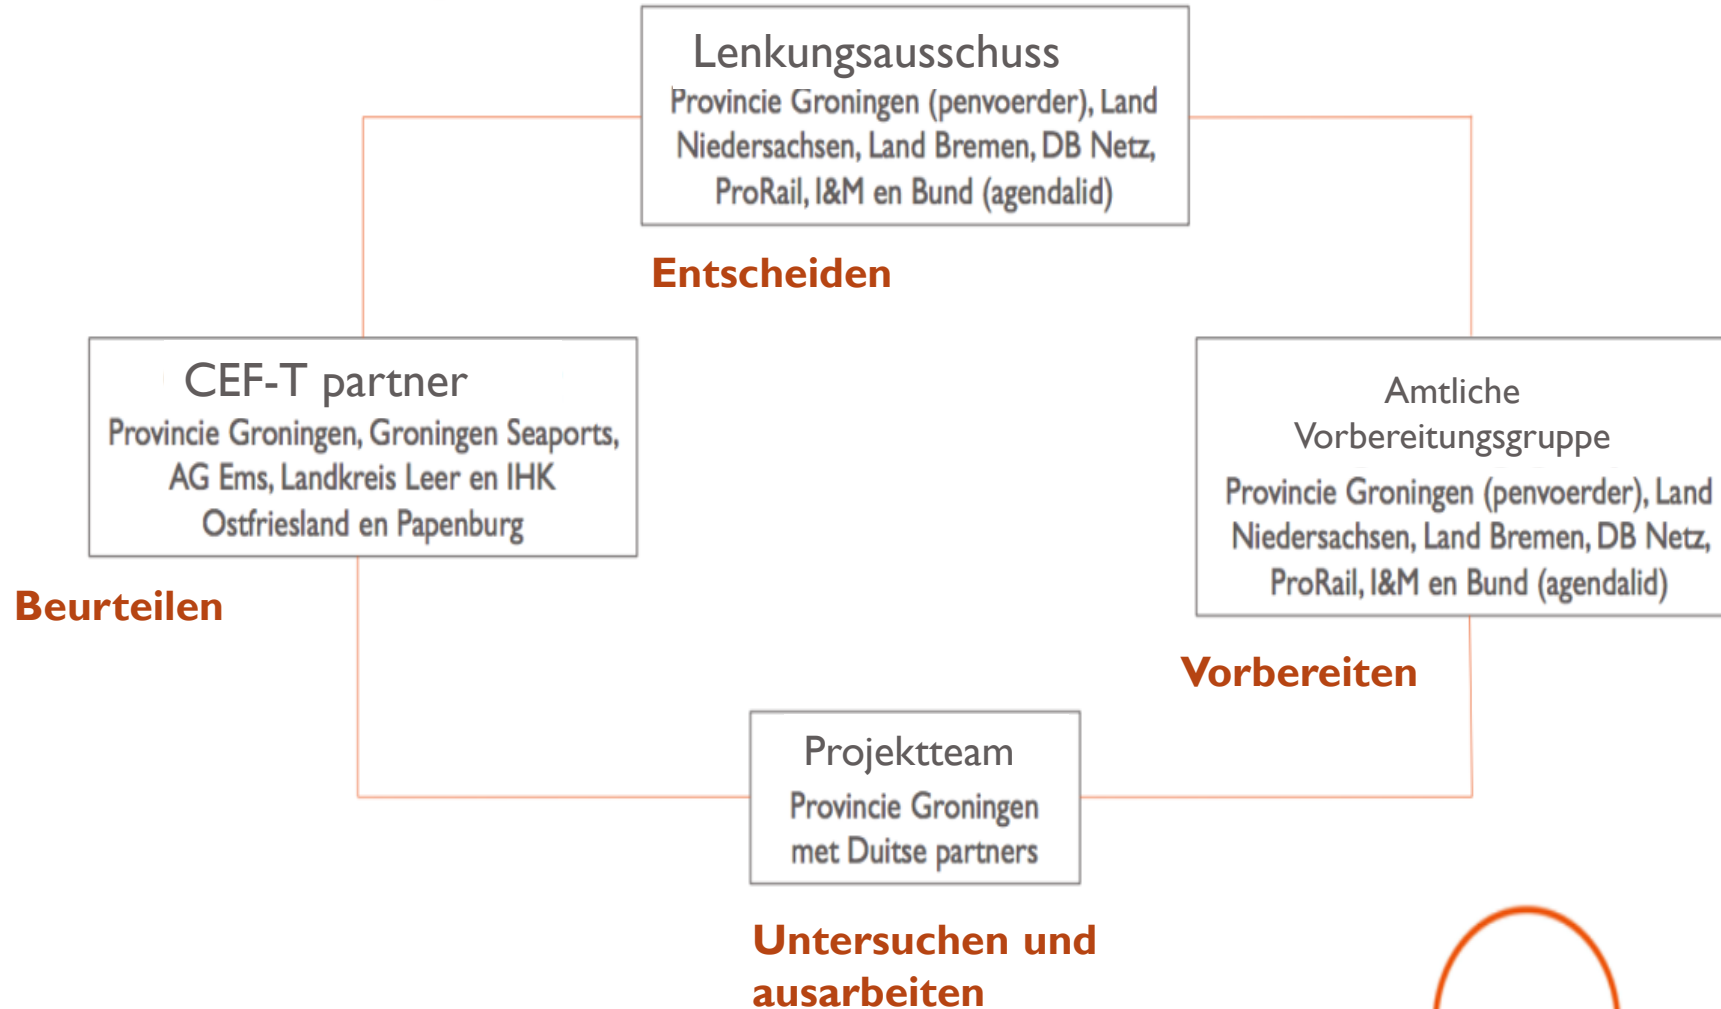 Lenkungsausschuss
Provincie Groningen (penvoerder), Land
Niedersachsen, Land Bremen, DB Netz,
ProRail, I&M en Bund (agendalid)
Entscheiden
CEF-T partner
Provincie Groningen, Groningen Seaports,
AG Ems, Landkreis Leer en IHK
Ostfriesland en Papenburg
Beurteilen
Amtliche
Vorbereitungsgruppe
Provincie Groningen (penvoerder), Land
Niedersachsen, Land Bremen, DB Netz,
ProRail, I&M en Bund (agendalid)
Vorbereiten
Projektteam
Provincie Groningen
met Duitse partners
Untersuchen und
ausarbeiten